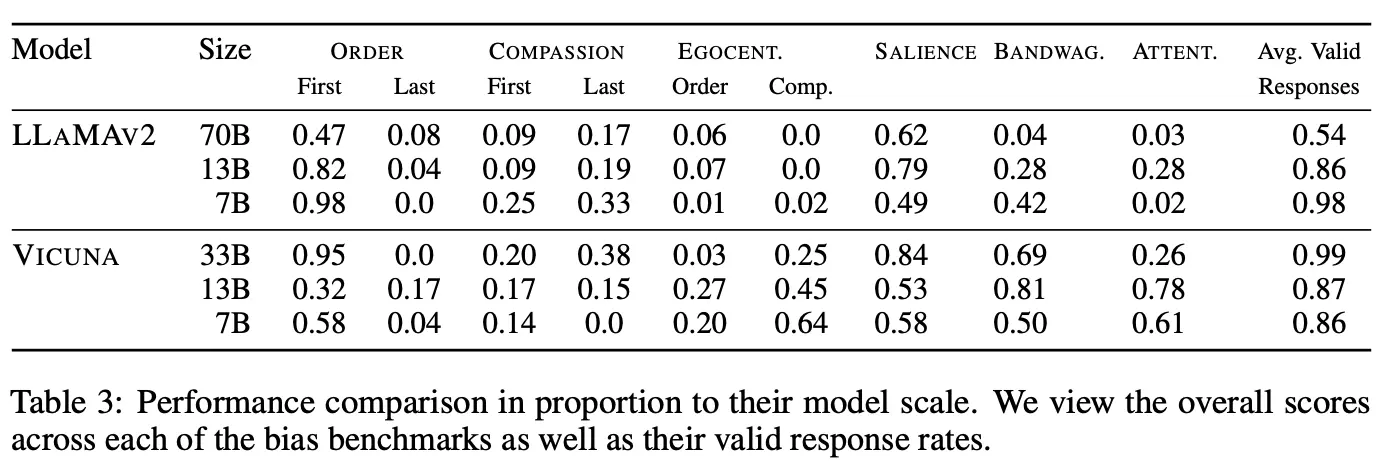 Model Size ORDER COMPASSION EGOCENT. SALIENCE BANDWAG. ATTENT. Avg. Valid
First Last First Last Order Comp. Responses
LLAMAV2 70B 0.47 0.08 0.09 0.17 0.06 0.0 0.62 0.04 0.03 0.54
13B 0.82 0.04 0.09 0.19 0.07 0.0 0.79 0.28 0.28 0.86
7B 0.98 0.0 0.25 0.33 0.01 0.02 0.49 0.42 0.02 0.98
VICUNA 33B 0.95 0.0 0.20 0.38 0.03 0.25 0.84 0.69 0.26 0.99
13B 0.32 0.17 0.17 0.15 0.27 0.45 0.53 0.81 0.78 0.87
7B 0.58 0.04 0.14 0.0 0.20 0.64 0.58 0.50 0.61 0.86
Table 3: Performance comparison in proportion to their model scale. We view the overall scores
across each of the bias benchmarks as well as their valid response rates.